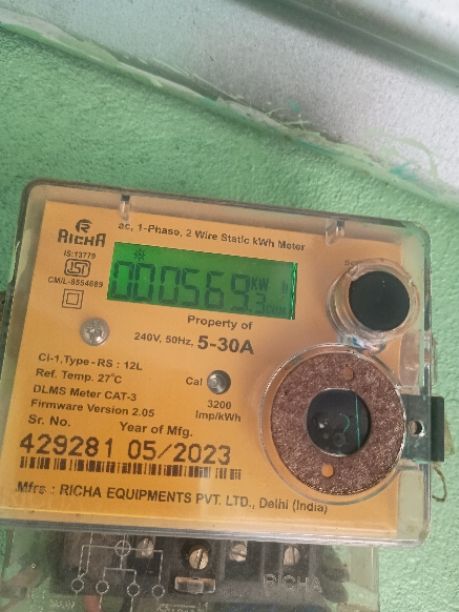 ac, 1-Phase, 2 Wire Static kWh Meter
RICHA
IS:13779
ISI
CM/L-8554689
000569.3 KW h
Property of
240V, 50Hz, 5-30A
Cl-1,Type-RS : 12L
Ref. Temp. 27°C
DLMS Meter CAT-3
Firmware Version 2.05
Cal
3200
Imp/kWh
Sr. No. Year of Mfg.
429281 05/2023
Mfrs : RICHA EQUIPMENTS PVT. LTD., Delhi (India)
RICHA